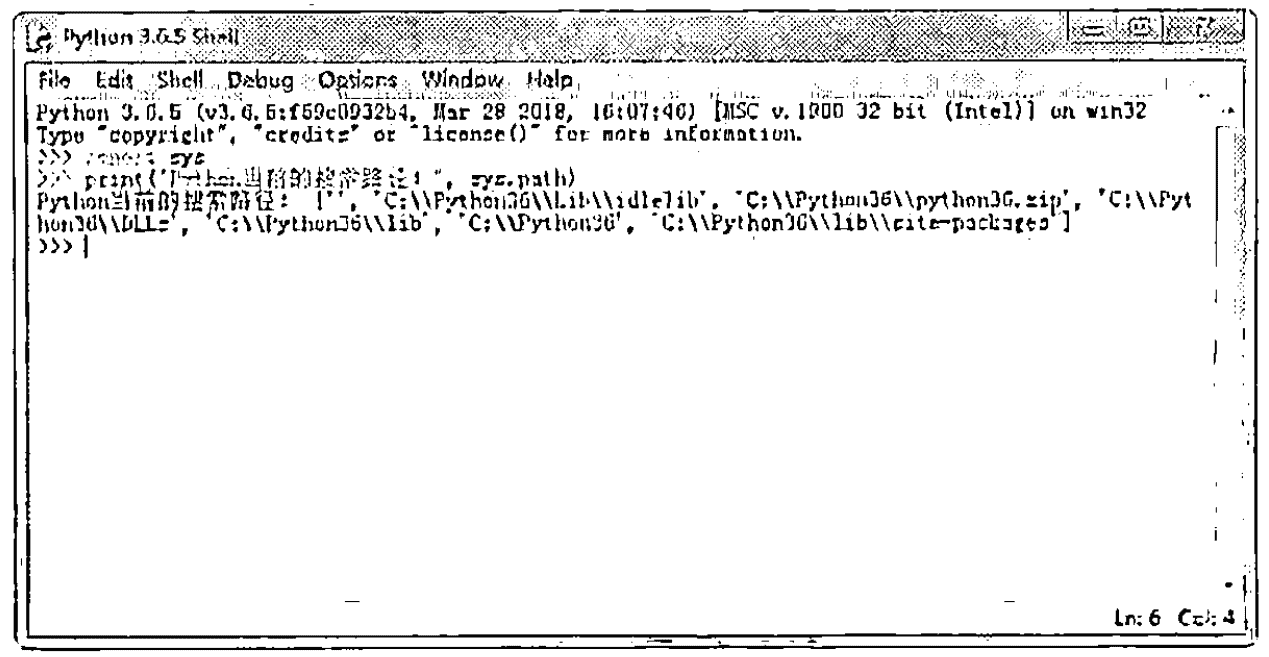 Python 3.6.5 Shell
File Edit Shell Debug Options Window Help
Python 3.6.5 (v3.6.5:f59c0932b4, Mar 28 2018, 16:07:46) [MSC v.1900 32 bit (Intel)] on win32
Type "copyright", "credits" or "license()" for more information.
>>> import sys
>>> print("Python当前的搜索路径：", sys.path)
Python当前的搜索路径： ['', 'C:\\Python36\\Lib\\idlelib', 'C:\\Python36\\python36.zip', 'C:\\Pyt
hon36\\DLLs', 'C:\\Python36\\lib', 'C:\\Python36', 'C:\\Python36\\lib\\site-packages']
>>>
Ln: 6 Col: 4